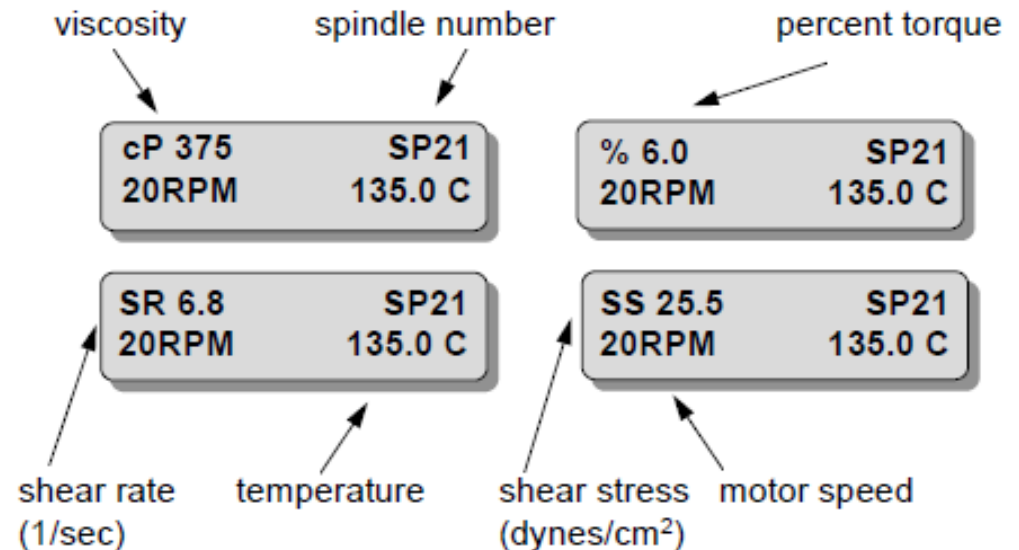 viscosity spindle number percent torque
cP 375 SP21
20RPM 135.0 C
% 6.0 SP21
20RPM 135.0 C
SR 6.8 SP21
20RPM 135.0 C
SS 25.5 SP21
20RPM 135.0 C
shear rate
(1/sec)
temperature
shear stress
(dynes/cm²)
motor speed